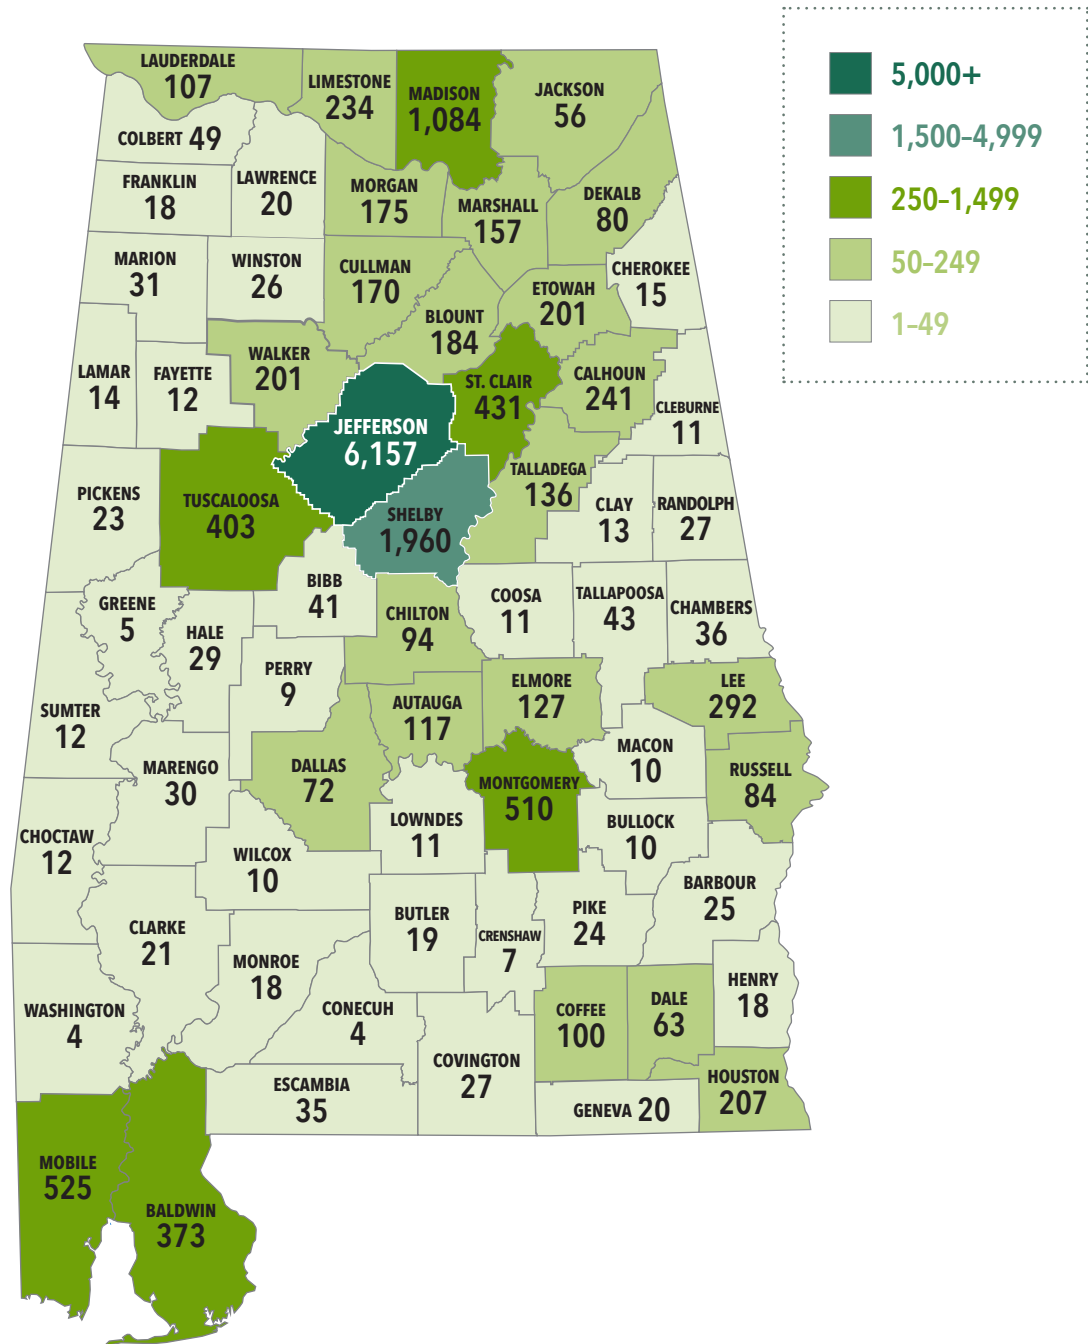 5,000+
1,500–4,999
250–1,499
50–249
1–49
LAUDERDALE
107
LIMESTONE
234
MADISON
1,084
JACKSON
56
COLBERT 49
FRANKLIN
18
LAWRENCE
20
MORGAN
175
MARSHALL
157
DEKALB
80
MARION
31
WINSTON
26
CULLMAN
170
BLOUNT
184
ETOWAH
201
CHEROKEE
15
LAMAR
14
FAYETTE
12
WALKER
201
JEFFERSON
6,157
ST. CLAIR
431
CALHOUN
241
CLEBURNE
11
PICKENS
23
TUSCALOOSA
403
SHELBY
1,960
TALLADEGA
136
CLAY
13
RANDOLPH
27
GREENE
5
HALE
29
BIBB
41
CHILTON
94
COOSA
11
TALLAPOOSA
43
CHAMBERS
36
SUMTER
12
PERRY
9
AUTAUGA
117
ELMORE
127
LEE
292
MARENGO
30
DALLAS
72
LOWNDES
11
MONTGOMERY
510
MACON
10
RUSSELL
84
CHOCTAW
12
WILCOX
10
BULLOCK
10
BARBOUR
25
CLARKE
21
BUTLER
19
CRENSHAW
7
PIKE
24
WASHINGTON
4
MONROE
18
CONECUH
4
COFFEE
100
DALE
63
HENRY
18
ESCAMBIA
35
COVINGTON
27
GENEVA 20
HOUSTON
207
MOBILE
525
BALDWIN
373